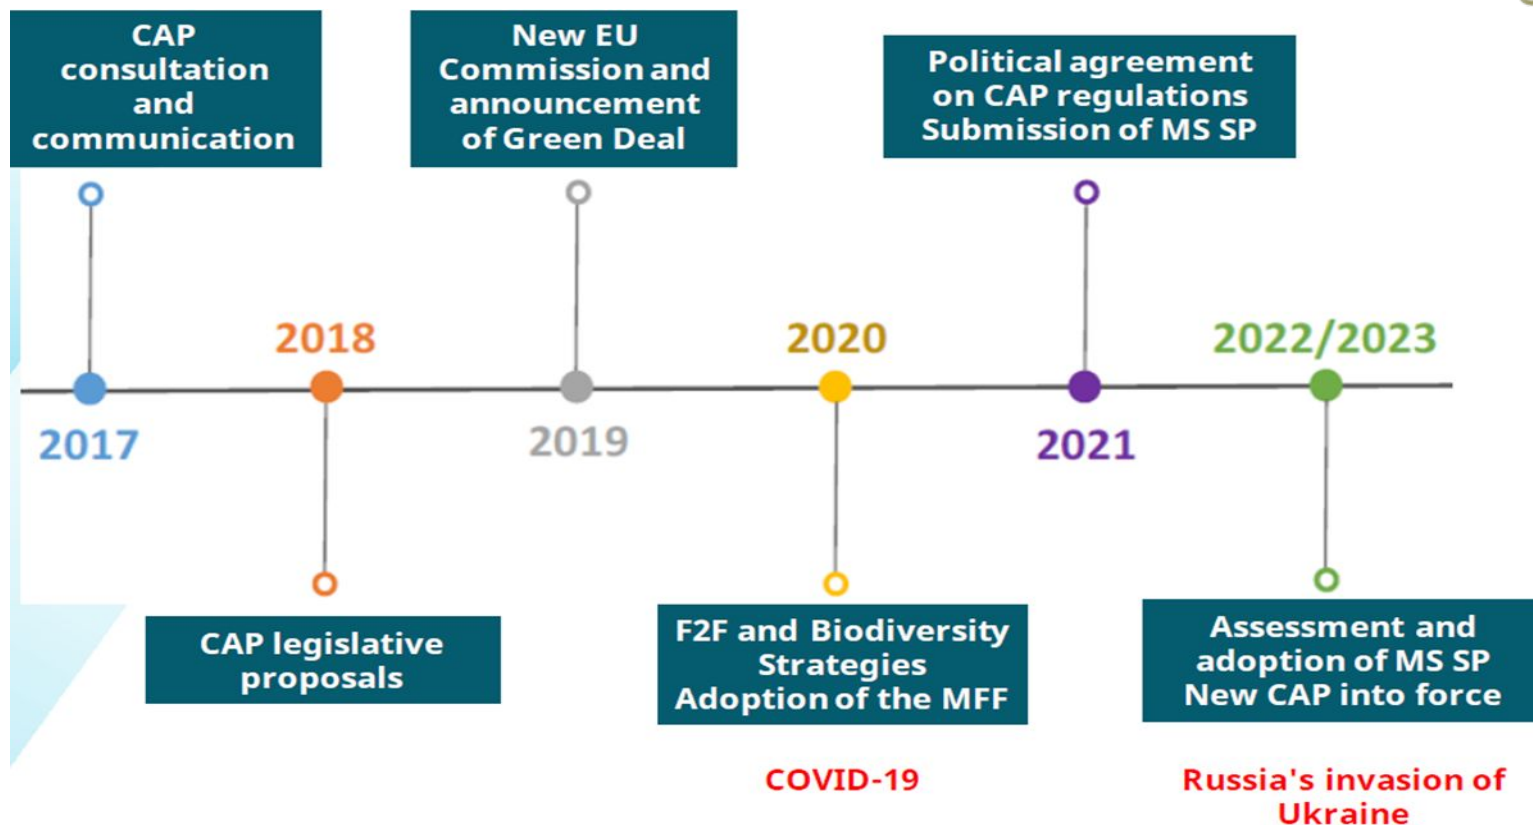 CAP
consultation
and
communication
New EU
Commission and
announcement
of Green Deal
Political agreement
on CAP regulations
Submission of MS SP
2018
2020
2022/2023
2017
2019
2021
CAP legislative
proposals
F2F and Biodiversity
Strategies
Adoption of the MFF
Assessment and
adoption of MS SP
New CAP into force
COVID-19
Russia's invasion of
Ukraine